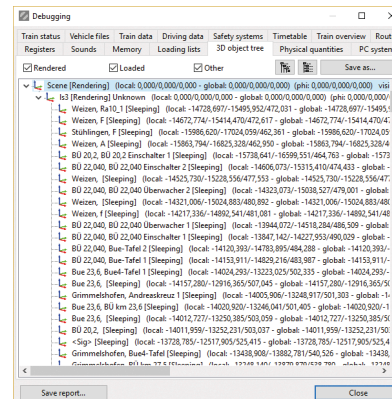 Debugging
Train status Vehicle files Train data Driving data Safety systems Timetable Train overview Rout
Registers Sounds Memory Loading lists 3D object tree Physical quantities PC system
Rendered Loaded Other Save as...
Scene [Rendering] (local: 0,000/0,000/0,000 - global: 0,000/0,000/0,000) (phi: 0,000/0,000/0,000) visi
ls3 [Rendering] Unknown (local: 0,000/0,000/0,000 - global: 0,000/0,000/0,000) (phi: 0,000/0,
Weizen, Ra10_1 [Sleeping] (local: -14728,697/-15495,952/472,031 - global: -14728,697/-15495,9
Weizen, F [Sleeping] (local: -14672,774/-15414,470/472,617 - global: -14672,774/-15414,470/47
Stühlingen, F [Sleeping] (local: -15986,620/-17024,059/462,361 - global: -15986,620/-17024,05
Weizen, A [Sleeping] (local: -15863,794/-16825,328/462,950 - global: -15863,794/-16825,328/4
BÜ 20,2, BÜ 20,2 Einschalter 1 [Sleeping] (local: -15738,641/-16599,551/464,763 - global: -1573
BÜ 22,040, BÜ 22,040 Einschalter 2 [Sleeping] (local: -14606,073/-15315,410/474,433 - global:
Weizen, [Sleeping] (local: -14525,730/-15228,556/477,553 - global: -14525,730/-15228,556/47
BÜ 22,040, BÜ 22,040 Überwacher 2 [Sleeping] (local: -14323,073/-15038,527/479,001 - global:
Weizen, [Sleeping] (local: -14321,006/-15024,883/480,892 - global: -14321,006/-15024,883/480
Weizen, f [Sleeping] (local: -14217,336/-14892,541/481,081 - global: -14217,336/-14892,541/48
BÜ 22,040, BÜ 22,040 Überwacher 1 [Sleeping] (local: -13944,072/-14518,284/486,509 - global:
BÜ 22,040, BÜ 22,040 Einschalter 1 [Sleeping] (local: -13847,142/-14227,953/490,029 - global:
BÜ 22,040, Bue-Tafel 2 [Sleeping] (local: -14120,393/-14783,895/484,288 - global: -14120,393/-
BÜ 22,040, Bue-Tafel 1 [Sleeping] (local: -14153,911/-14829,216/483,987 - global: -14153,911/-
Bue 23,6, Bue4-Tafel 1 [Sleeping] (local: -14024,293/-13223,025/502,335 - global: -14024,293/-
Bue 23,6, [Sleeping] (local: -14157,280/-12916,365/507,045 - global: -14157,280/-12916,365/50
Grimmelshofen, Andreaskreuz 1 [Sleeping] (local: -14005,906/-13248,917/501,303 - global: -1
Bue 23,6, BÜ km 23,6 [Sleeping] (local: -14020,920/-13246,041/501,405 - global: -14020,920/-1
Bue 23,6, [Sleeping] (local: -14012,727/-13250,385/503,059 - global: -14012,727/-13250,385/50
BÜ 20,2, [Sleeping] (local: -14011,959/-13252,231/503,037 - global: -14011,959/-13252,231/50
<Sig> [Sleeping] (local: -13728,785/-12517,905/525,415 - global: -13728,785/-12517,905/525,4
Grimmelshofen, Bue4-Tafel [Sleeping] (local: -13438,908/-13882,781/540,526 - global: -13438,
Save report... Close